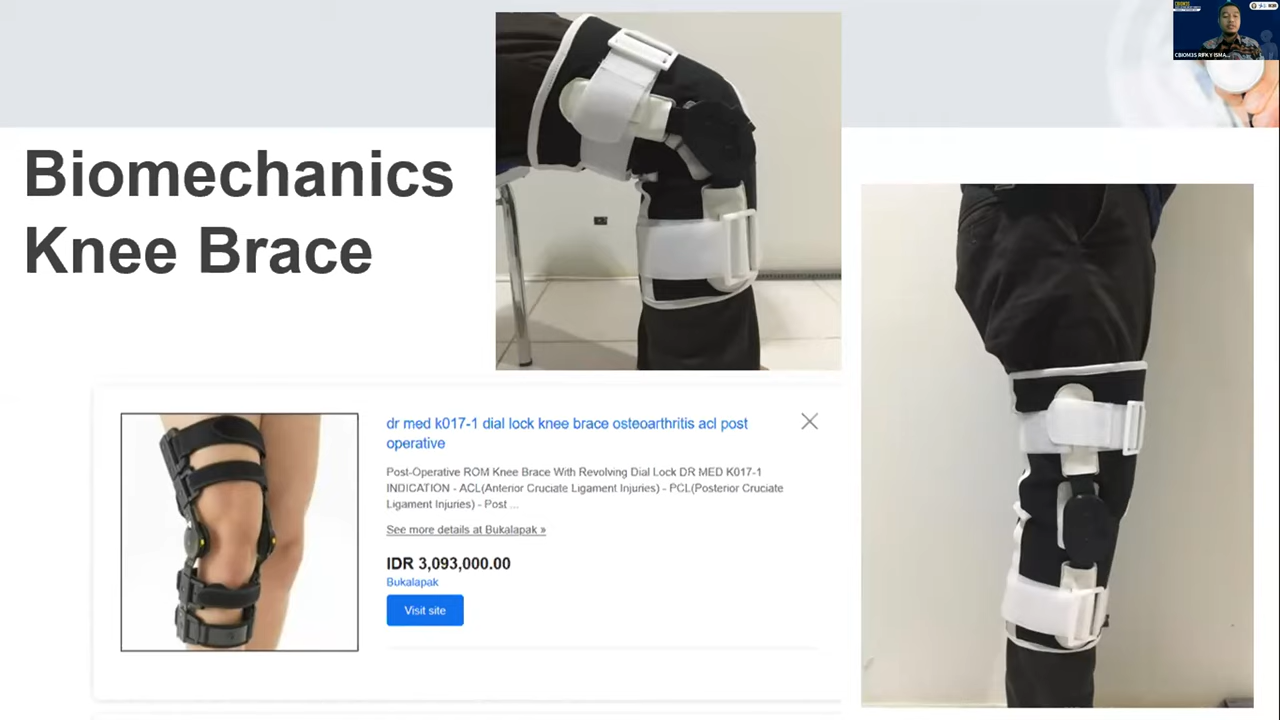 Biomechanics
Knee Brace
dr med k017-1 dial lock knee brace osteoarthritis acl post
operative
Post-Operative ROM Knee Brace With Revolving Dial Lock DR MED K017-1
INDICATION - ACL(Anterior Cruciate Ligament Injuries) - PCL(Posterior Cruciate
Ligament Injuries) - Post ...
See more details at Bukalapak »
IDR 3,093,000.00
Bukalapak
Visit site